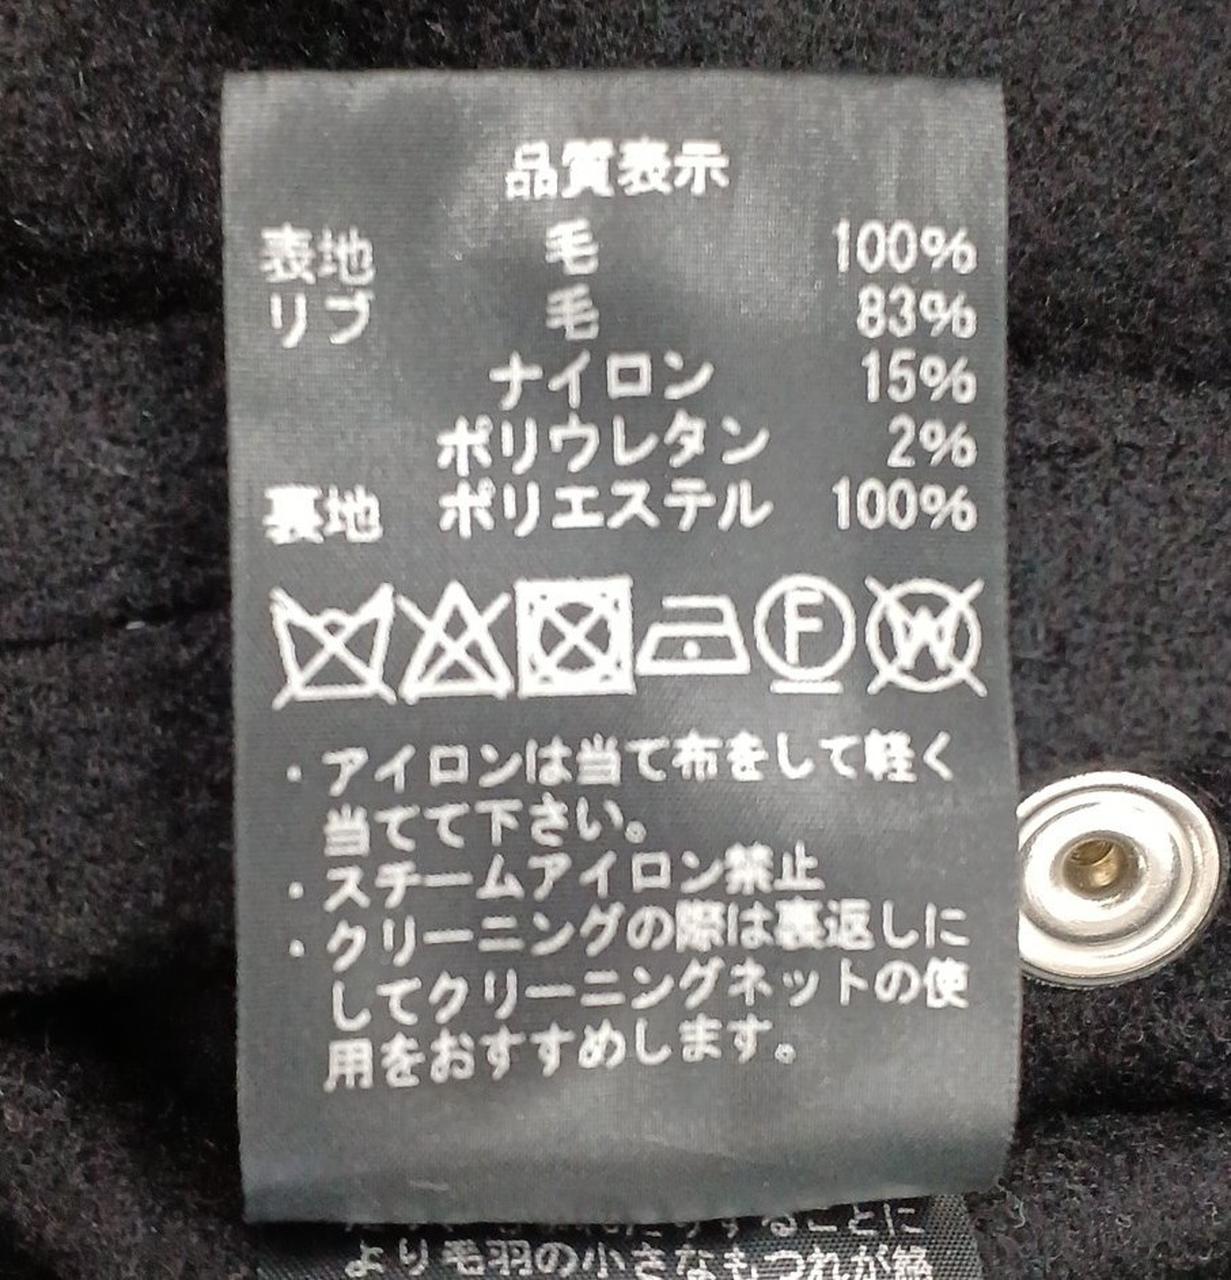 品質表示
表地 毛 100%
リブ 毛 83%
ナイロン 15%
ポリウレタン 2%
裏地 ポリエステル 100%
F W
・アイロンは当て布をして軽く
当てて下さい。
・スチームアイロン禁止
・クリーニングの際は裏返しに
してクリーニングネットの使
用をおすすめします。
することに
より毛羽の小さなもつれが